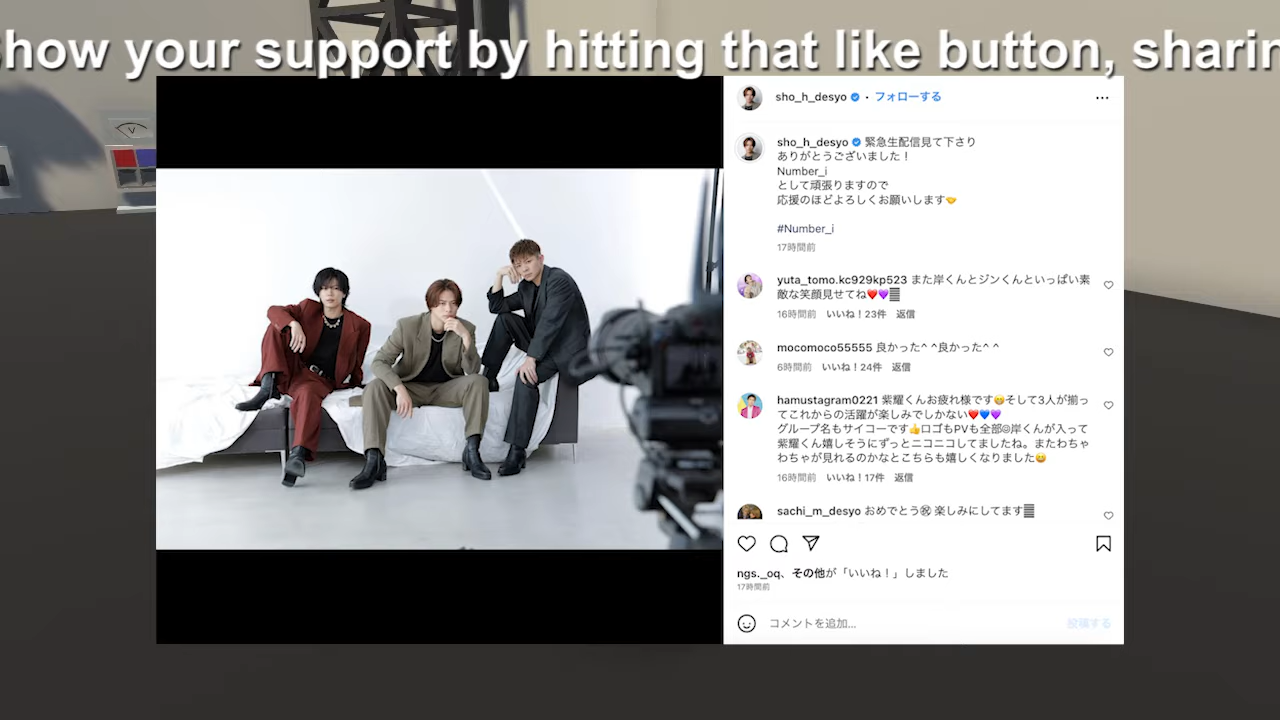 how your support by hitting that like button, sharin
sho_h_desyo • フォローする
sho_h_desyo 緊急生配信見て下さり
ありがとうございました！
Number_i
として頑張りますので
応援のほどよろしくお願いします🤝
#Number_i
17時間前
yuta_tomo.kc929kp523 また岸くんとジンくんといっぱい素
敵な笑顔見せてね❤️💜
16時間前 いいね！23件 返信
mocomoco55555 良かった^ ^良かった^ ^
6時間前 いいね！24件 返信
hamustagram0221 紫耀くんお疲れ様です😄そして3人が揃っ
てこれからの活躍が楽しみでしかない❤️💙💜
グループ名もサイコーです👍ロゴもPVも全部◎岸くんが入って
紫耀くん嬉しそうにずっとニコニコしてましたね。またわちゃ
わちゃが見れるのかなとこちらも嬉しくなりました😄
16時間前 いいね！17件 返信
sachi_m_desyo おめでとう㊗ 楽しみにしてます
ngs._oq、その他が「いいね！」しました
17時間前
コメントを追加...
投稿する